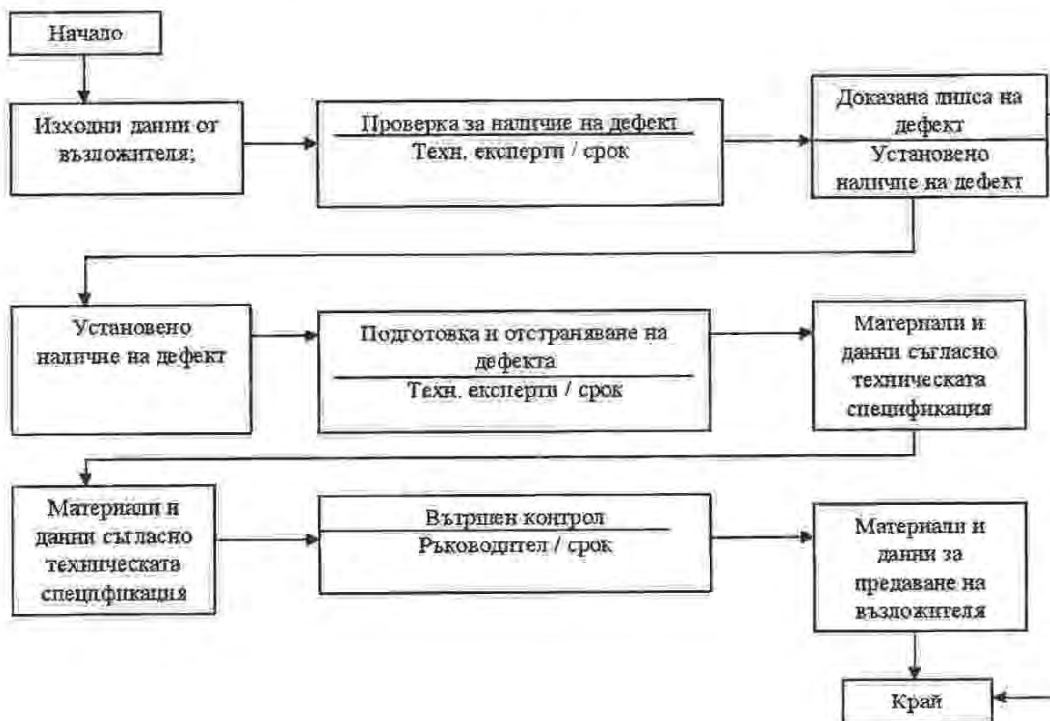 Начало
Изходни данни от
възложителя;
Проверка за наличие на дефект
Техн. експерти / срок
Доказана липса на
дефект
Установено
наличие на дефект
Установено
наличие на дефект
Подготовка и отстраняване на
дефекта
Техн. експерти / срок
Материали и
данни съгласно
техническата
спецификация
Материали и
данни съгласно
техническата
спецификация
Вътршен контрол
Ръководител / срок
Материали и
данни за
предаване на
възложителя
Край